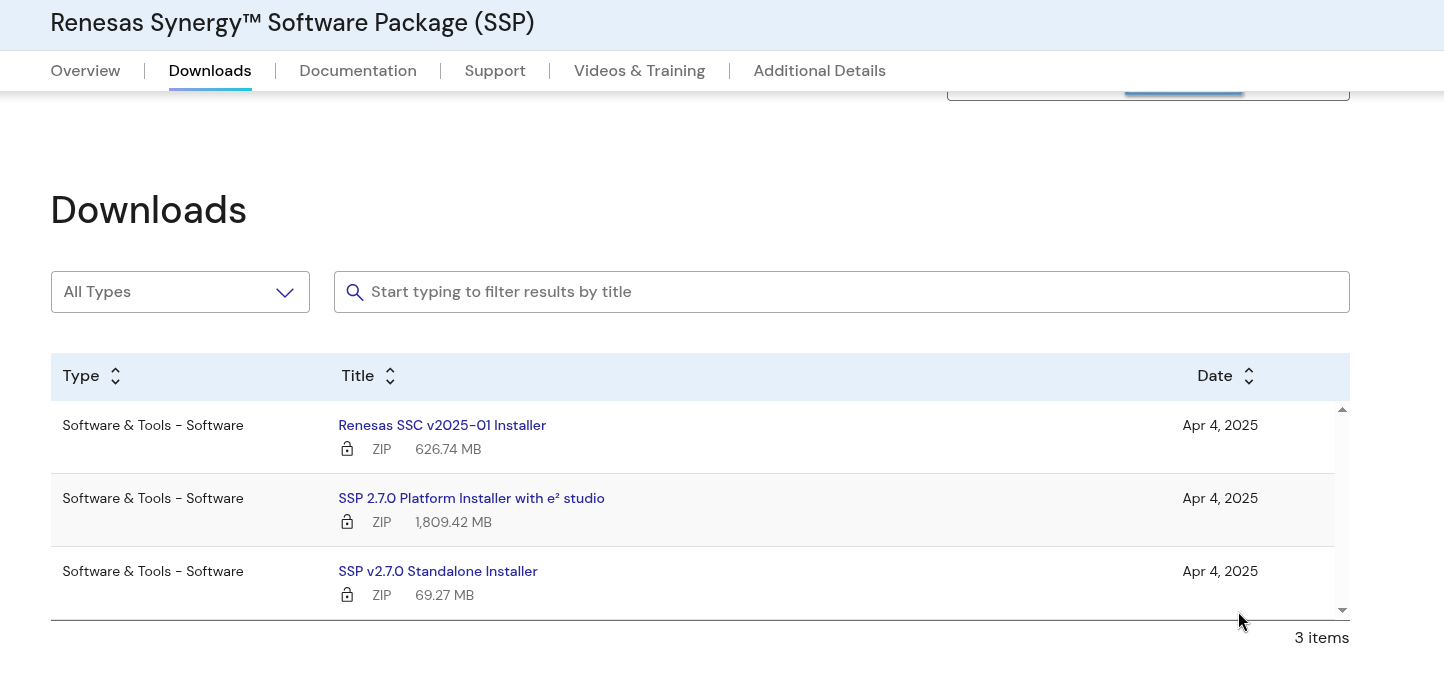 Renesas Synergy™ Software Package (SSP)
Overview Downloads Documentation Support Videos & Training Additional Details
Downloads
All Types Start typing to filter results by title
Type Title Date
Software & Tools - Software Renesas SSC v2025-01 Installer Apr 4, 2025
ZIP 626.74 MB
Software & Tools - Software SSP 2.7.0 Platform Installer with e² studio Apr 4, 2025
ZIP 1,809.42 MB
Software & Tools - Software SSP v2.7.0 Standalone Installer Apr 4, 2025
ZIP 69.27 MB
3 items